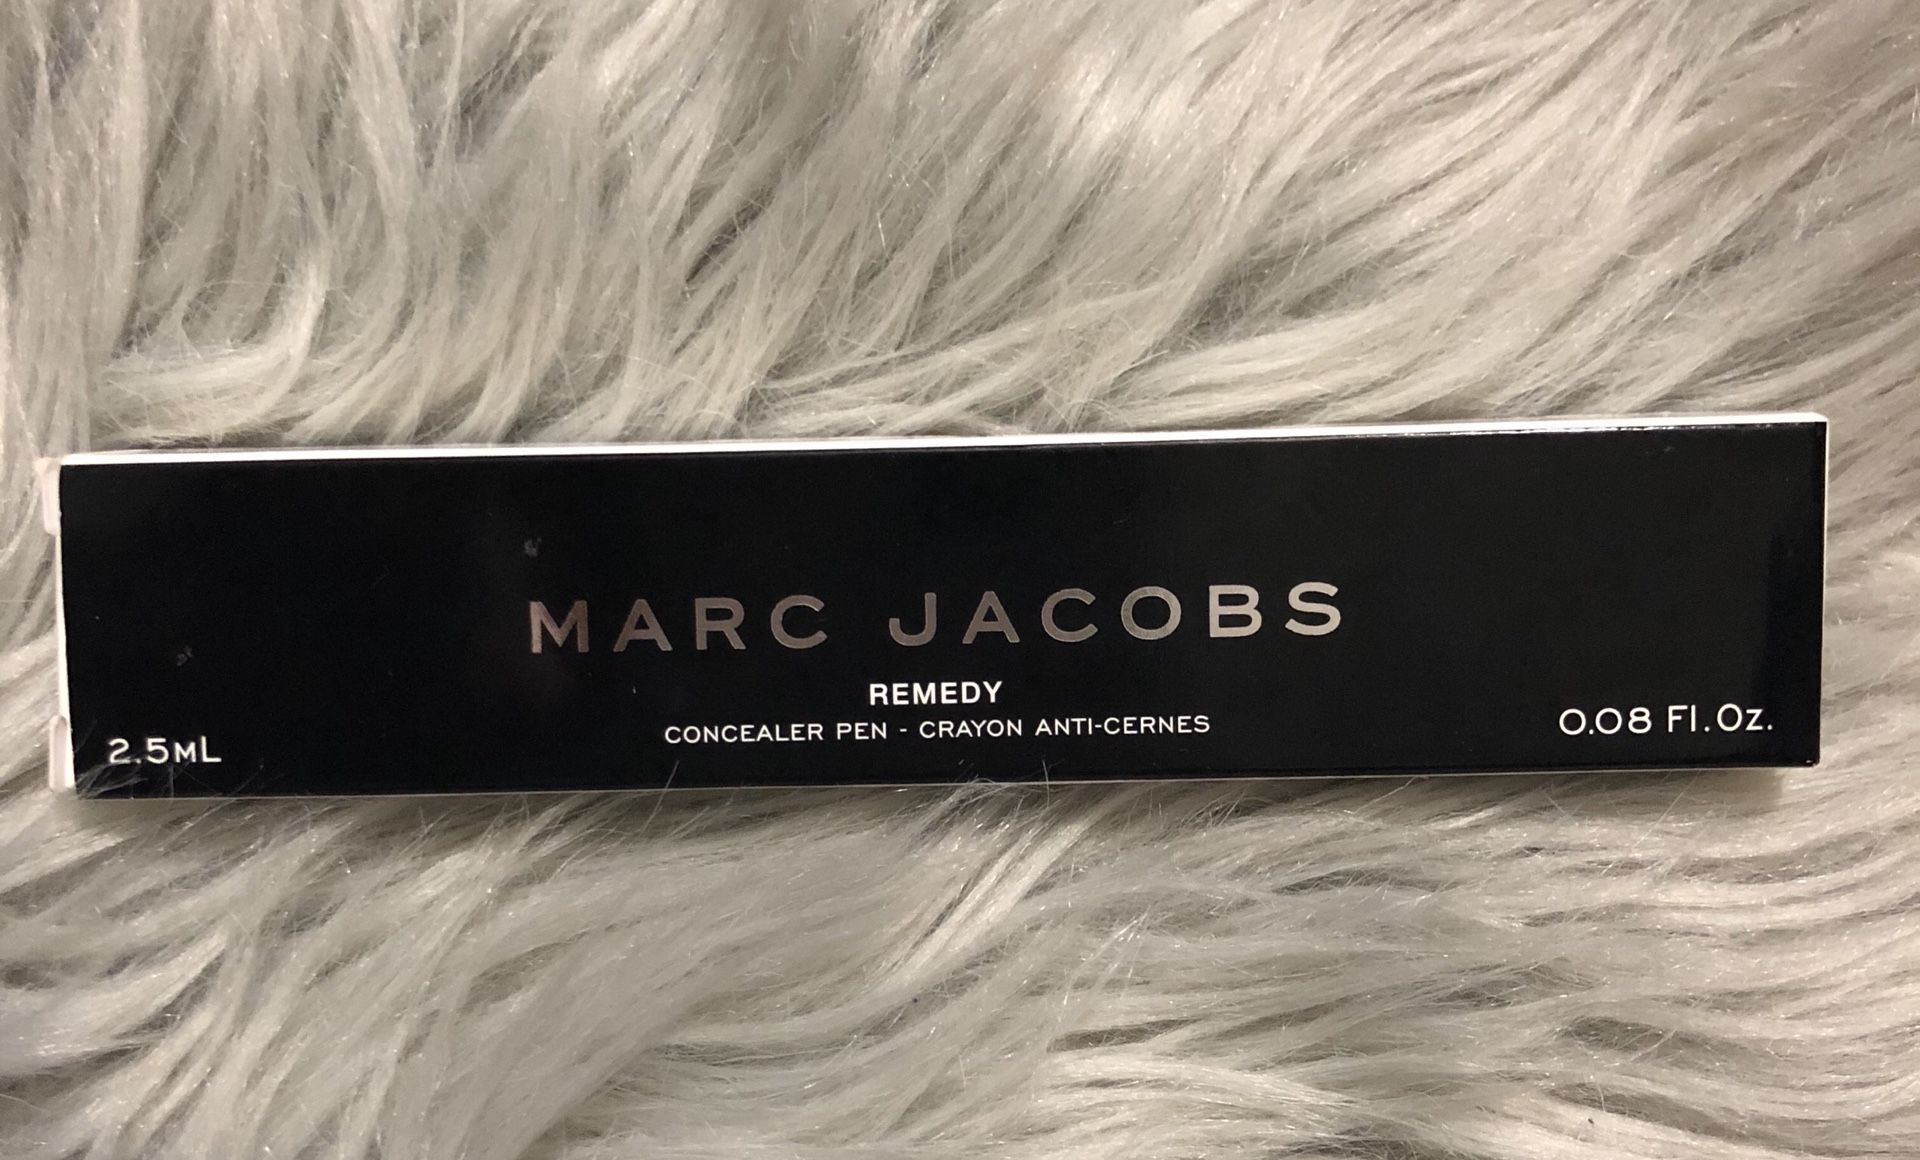 MARC JACOBS
REMEDY
CONCEALER PEN - CRAYON ANTI-CERNES
2.5mL
0.08 Fl. Oz.